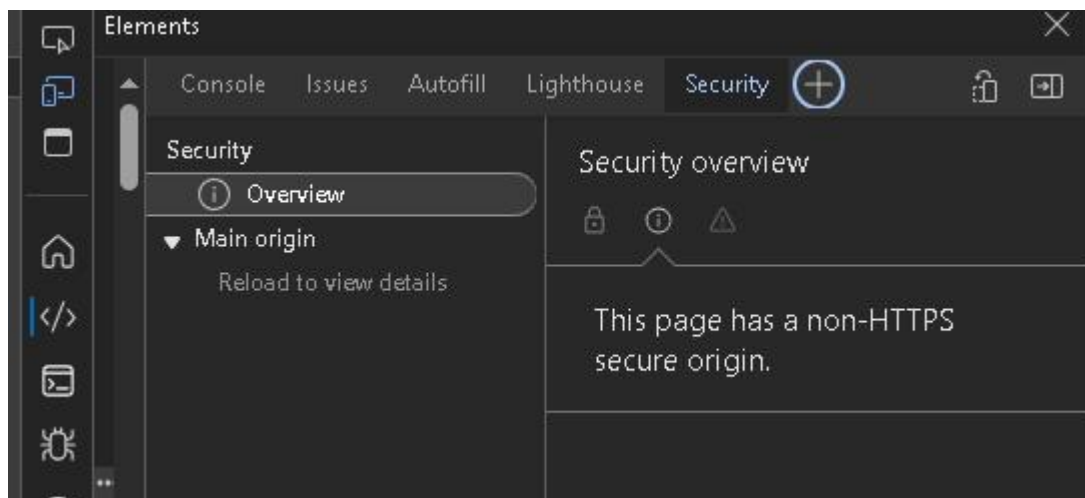 Elements
Console Issues Autofill Lighthouse Security
Security
Overview
Main origin
Reload to view details
Security overview
This page has a non-HTTPS
secure origin.